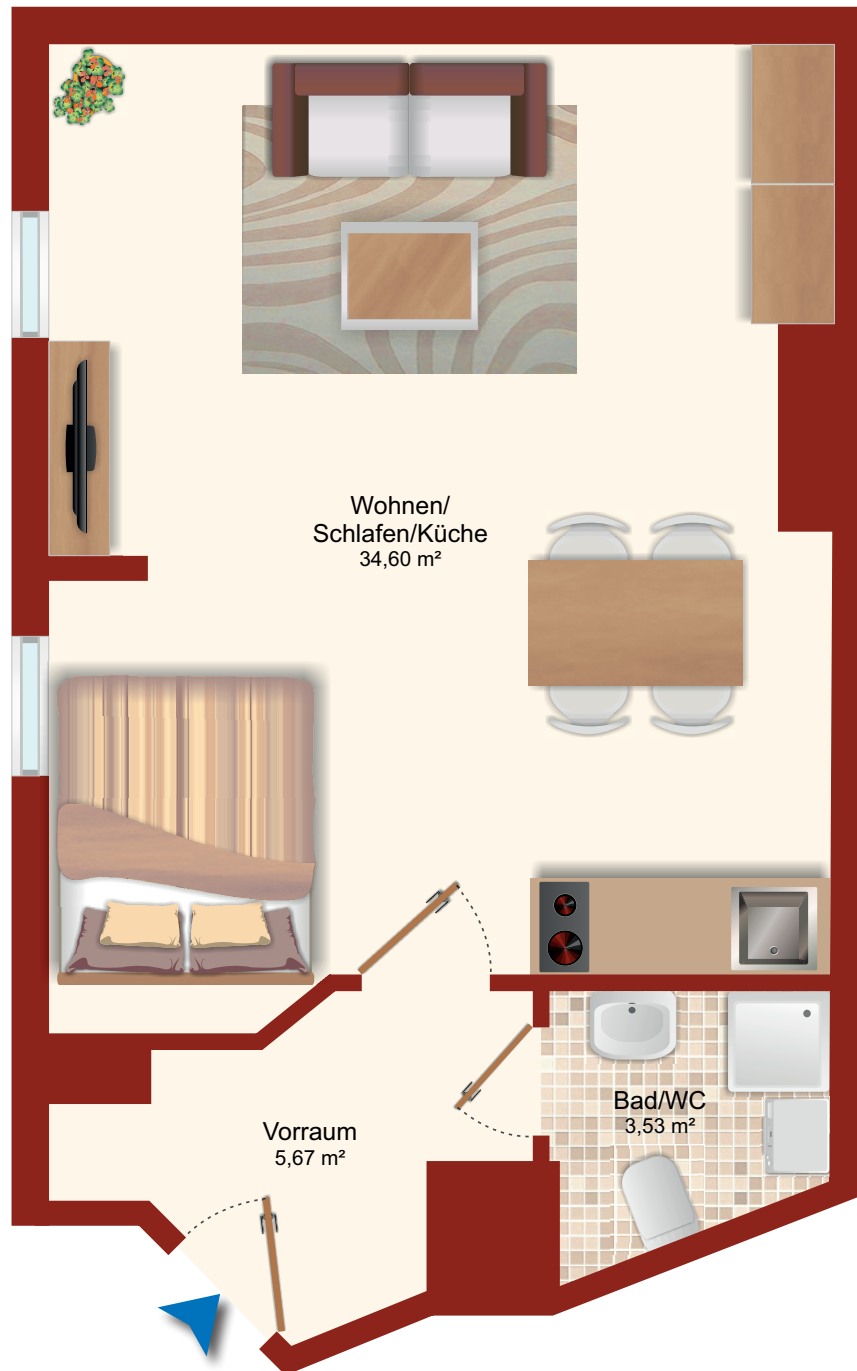 Wohnen/
Schlafen/Küche
34,60 m²
Bad/WC
3,53 m²
Vorraum
5,67 m²